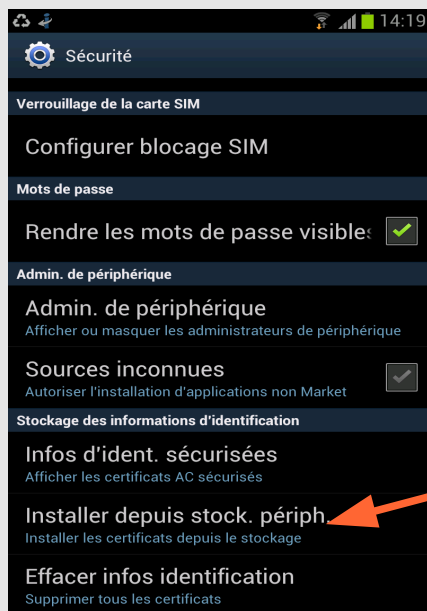 14:19
Sécurité
Verrouillage de la carte SIM
Configurer blocage SIM
Mots de passe
Rendre les mots de passe visibles
Admin. de périphérique
Admin. de périphérique
Afficher ou masquer les administrateurs de périphérique
Sources inconnues
Autoriser l'installation d'applications non Market
Stockage des informations d'identification
Infos d'ident. sécurisées
Afficher les certificats AC sécurisés
Installer depuis stock. périph.
Installer les certificats depuis le stockage
Effacer infos identification
Supprimer tous les certificats